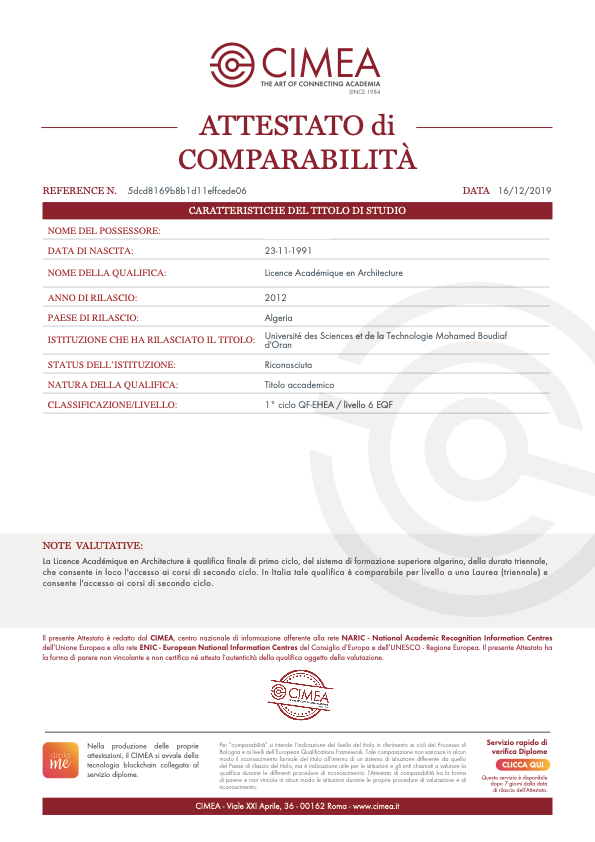 CIMEA
THE ART OF CONNECTING ACADEMIA
SINCE 1984
ATTESTATO di
COMPARABILITÀ
REFERENCE N. 5dcd8169b8b1d11effcede06 DATA 16/12/2019
CARATTERISTICHE DEL TITOLO DI STUDIO
NOME DEL POSSESSORE:
DATA DI NASCITA: 23-11-1991
NOME DELLA QUALIFICA: Licence Académique en Architecture
ANNO DI RILASCIO: 2012
PAESE DI RILASCIO: Algeria
ISTITUZIONE CHE HA RILASCIATO IL TITOLO: Université des Sciences et de la Technologie Mohamed Boudiaf
d'Oran
STATUS DELL'ISTITUZIONE: Riconosciuta
NATURA DELLA QUALIFICA: Titolo accademico
CLASSIFICAZIONE/LIVELLO: 1° ciclo QF-EHEA / livello 6 EQF
NOTE VALUTATIVE:
La Licence Académique en Architecture è qualifica finale di primo ciclo, del sistema di formazione superiore algerino, della durata triennale,
che consente in loco l'accesso ai corsi di secondo ciclo. In Italia tale qualifica è comparabile per livello a una Laurea (triennale) e
consente l'accesso ai corsi di secondo ciclo.
Il presente Attestato è redatto dal CIMEA, centro nazionale di informazione afferente alla rete NARIC - National Academic Recognition Information Centres
dell'Unione Europea e alla rete ENIC - European National Information Centres del Consiglio d'Europa e dell'UNESCO - Regione Europea. Il presente Attestato ha
la forma di parere non vincolante e non certifica né attesta l'autenticità della qualifica oggetto della valutazione.
CIMEA
diplo
me
Nella produzione delle proprie
attestazioni, il CIMEA si avvale della
tecnologia blockchain collegata al
servizio diplome.
Per "comparabilità" si intende l'indicazione del livello del titolo in riferimento ai cicli del Processo di
Bologna e ai livelli dell'European Qualifications Framework. Tale comparazione non sancisce in alcun
modo il riconoscimento formale del titolo all'interno di un sistema di istruzione differente da quello
del Paese di rilascio del titolo, ma è indicazione utile per le istituzioni e gli enti chiamati a valutare la
qualifica durante le differenti procedure di riconoscimento: l'Attestato di comparabilità ha la forma
di parere e non vincola in alcun modo le istituzioni durante le proprie procedure di valutazione e di
riconoscimento.
Servizio rapido di
verifica Diplome
CLICCA QUI
Questo servizio è disponibile
dopo 7 giorni dalla data
di rilascio dell'Attestato.
CIMEA - Viale XXI Aprile, 36 - 00162 Roma - www.cimea.it